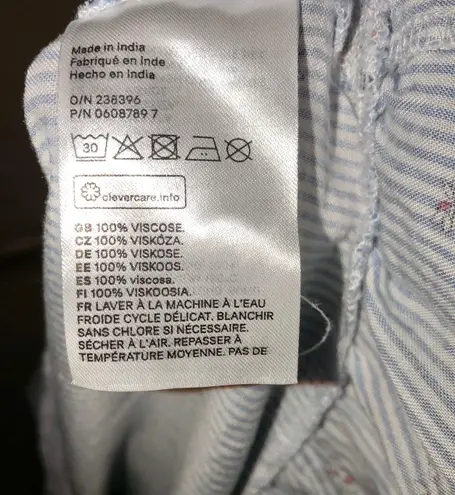 Made in India
Fabriqué en Inde
Hecho en India
O/N 238396
P/N 0608789 7
30
clevercare.info
GB 100% VISCOSE.
CZ 100% VISKÓZA.
DE 100% VISKOSE.
EE 100% VISKOOS.
ES 100% viscosa.
FI 100% VISKOOSIA.
FR LAVER À LA MACHINE À L'EAU
FROIDE CYCLE DÉLICAT. BLANCHIR
SANS CHLORE SI NÉCESSAIRE.
SÉCHER À L'AIR. REPASSER À
TEMPÉRATURE MOYENNE. PAS DE